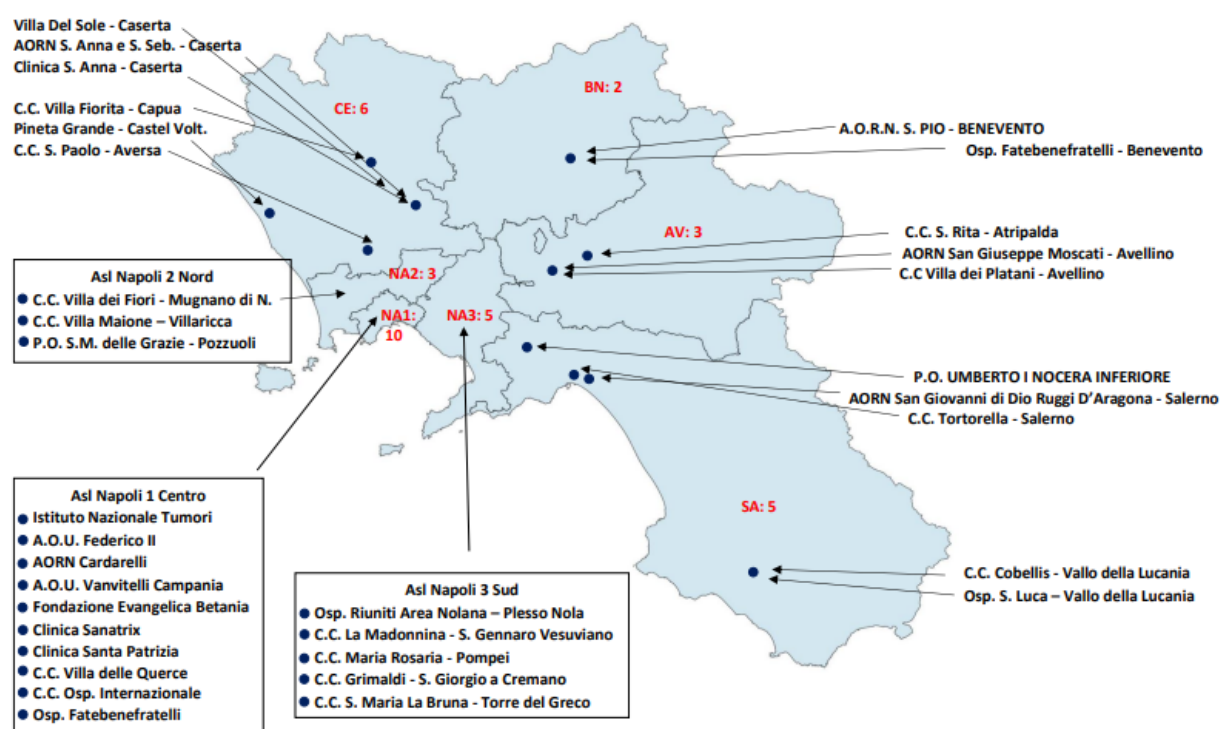 Villa Del Sole - Caserta
AORN S. Anna e S. Seb. - Caserta
Clinica S. Anna - Caserta
C.C. Villa Fiorita - Capua
Pineta Grande - Castel Volt.
C.C. S. Paolo - Aversa
CE: 6
BN: 2
A.O.R.N. S. PIO - BENEVENTO
Osp. Fatebenefratelli - Benevento
AV: 3
C.C. S. Rita - Atripalda
AORN San Giuseppe Moscati - Avellino
C.C Villa dei Platani - Avellino
Asl Napoli 2 Nord
C.C. Villa dei Fiori - Mugnano di N.
C.C. Villa Maione – Villaricca
P.O. S.M. delle Grazie - Pozzuoli
NA2: 3
NA1:
10
NA3: 5
P.O. UMBERTO I NOCERA INFERIORE
AORN San Giovanni di Dio Ruggi D’Aragona - Salerno
C.C. Tortorella - Salerno
SA: 5
C.C. Cobellis - Vallo della Lucania
Osp. S. Luca – Vallo della Lucania
Asl Napoli 1 Centro
Istituto Nazionale Tumori
A.O.U. Federico II
AORN Cardarelli
A.O.U. Vanvitelli Campania
Fondazione Evangelica Betania
Clinica Sanatrix
Clinica Santa Patrizia
C.C. Villa delle Querce
C.C. Osp. Internazionale
Osp. Fatebenefratelli
Asl Napoli 3 Sud
Osp. Riuniti Area Nolana – Plesso Nola
C.C. La Madonnina - S. Gennaro Vesuviano
C.C. Maria Rosaria - Pompei
C.C. Grimaldi - S. Giorgio a Cremano
C.C. S. Maria La Bruna - Torre del Greco